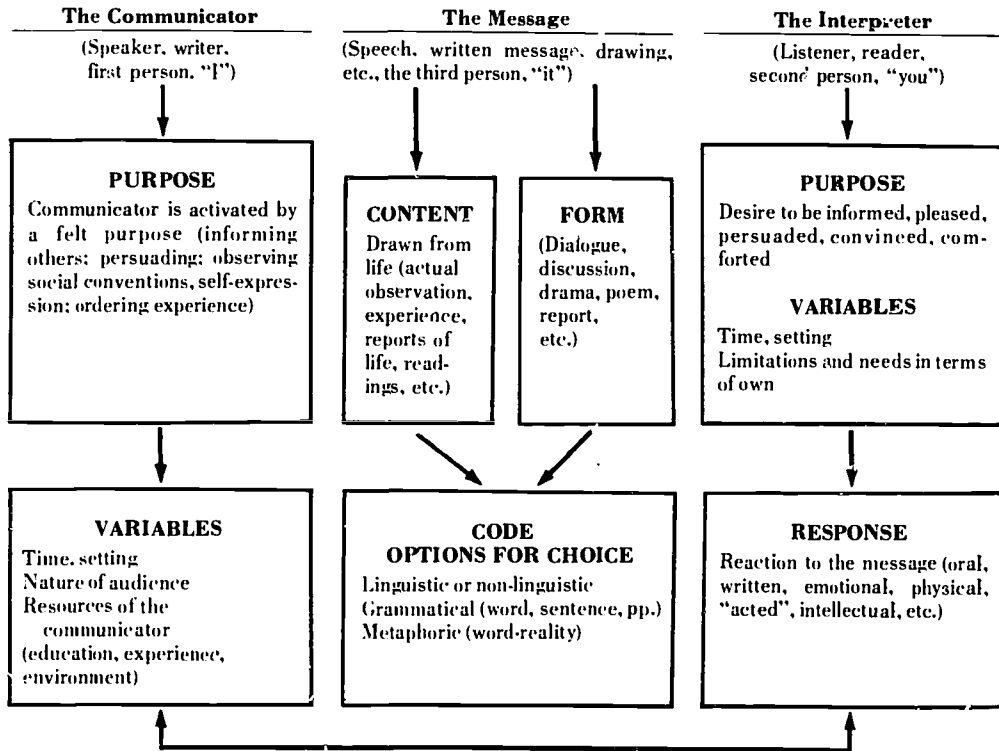 The Communicator
(Speaker, writer,
first person, "I")
The Message
(Speech, written message, drawing,
etc., the third person, "it")
The Interpreter
(Listener, reader,
second person, "you")
PURPOSE
Communicator is activated by
a felt purpose (informing
others; persuading; observing
social conventions, self-expres-
sion; ordering experience)
CONTENT
Drawn from
life (actual
observation,
experience,
reports of
life, read-
ings, etc.)
FORM
(Dialogue,
discussion,
drama, poem,
report,
etc.)
PURPOSE
Desire to be informed, pleased,
persuaded, convinced, com-
forted
VARIABLES
Time, setting
Limitations and needs in terms
of own
VARIABLES
Time, setting
Nature of audience
Resources of the
communicator
(education, experience,
environment)
CODE
OPTIONS FOR CHOICE
Linguistic or non-linguistic
Grammatical (word, sentence, pp.)
Metaphoric (word-reality)
RESPONSE
Reaction to the message (oral,
written, emotional, physical,
"acted", intellectual, etc.)